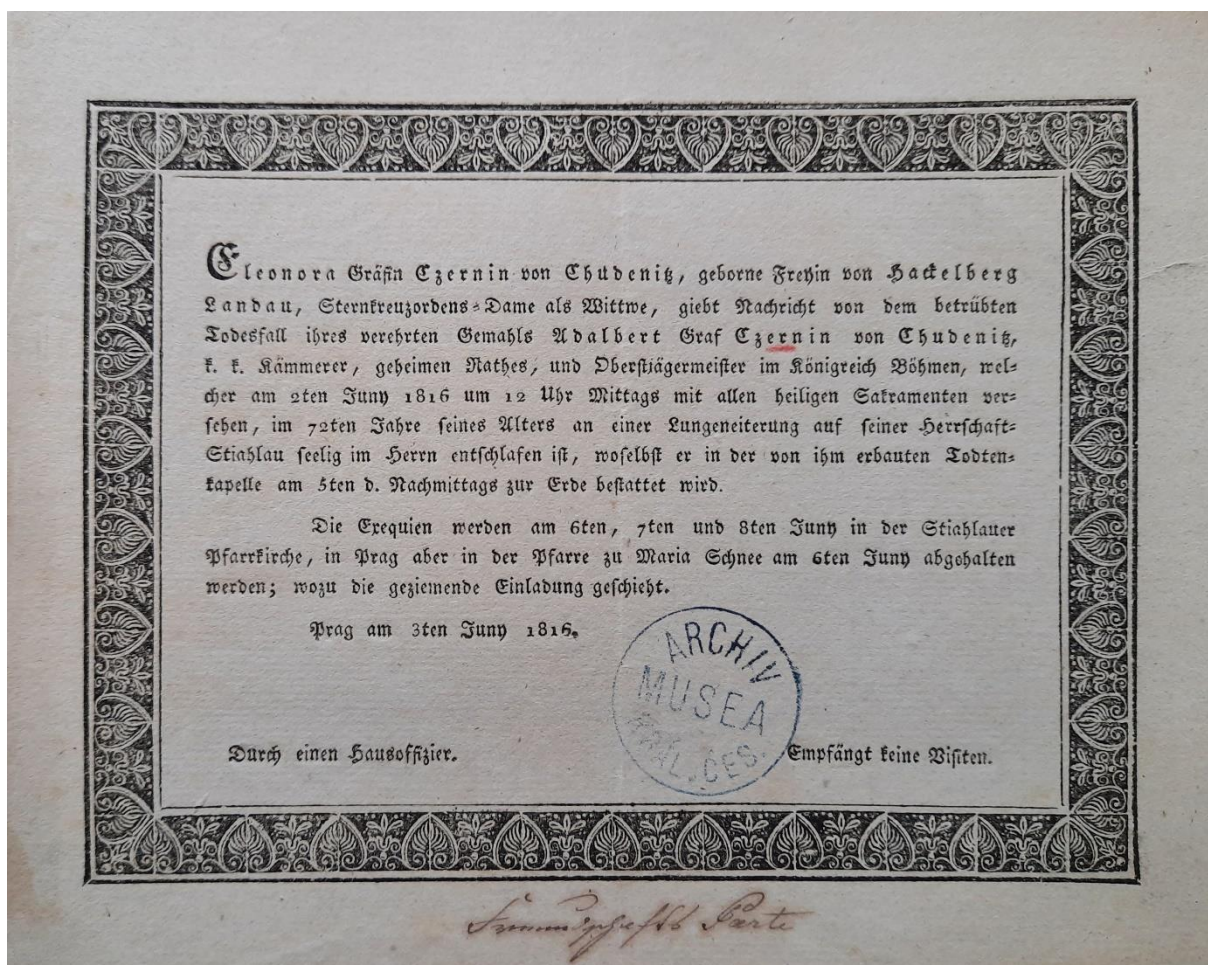 Eleonora Gräfin Czernin von Chudenitz, geborne Freyin von Hackelberg
Landau, Sternkreuzordens-Dame als Wittwe, giebt Nachricht von dem betrübten
Todesfall ihres verehrten Gemahls Adalbert Graf Czernin von Chudenitz,
k. k. Kämmerer, geheimen Rathes, und Oberstjägermeister im Königreich Böhmen, wel-
cher am 2ten Juny 1816 um 12 Uhr Mittags mit allen heiligen Sakramenten ver-
sehen, im 72ten Jahre seines Alters an einer Lungeneiterung auf seiner Herrschaft-
Stiahlau seelig im Herrn entschlafen ist, woselbst er in der von ihm erbauten Todten-
kapelle am 5ten d. Nachmittags zur Erde bestattet wird.
Die Exequien werden am 6ten, 7ten und 8ten Juny in der Stiahlauer
Pfarrkirche, in Prag aber in der Pfarre zu Maria Schnee am 6ten Juny abgehalten
werden; wozu die geziemende Einladung geschieht.
Prag am 3ten Juny 1816.
ARCHIV
MUSEA
KRÁL. ČES.
Durch einen Hausoffizier.
Empfängt keine Visiten.
Freundschafts Parte